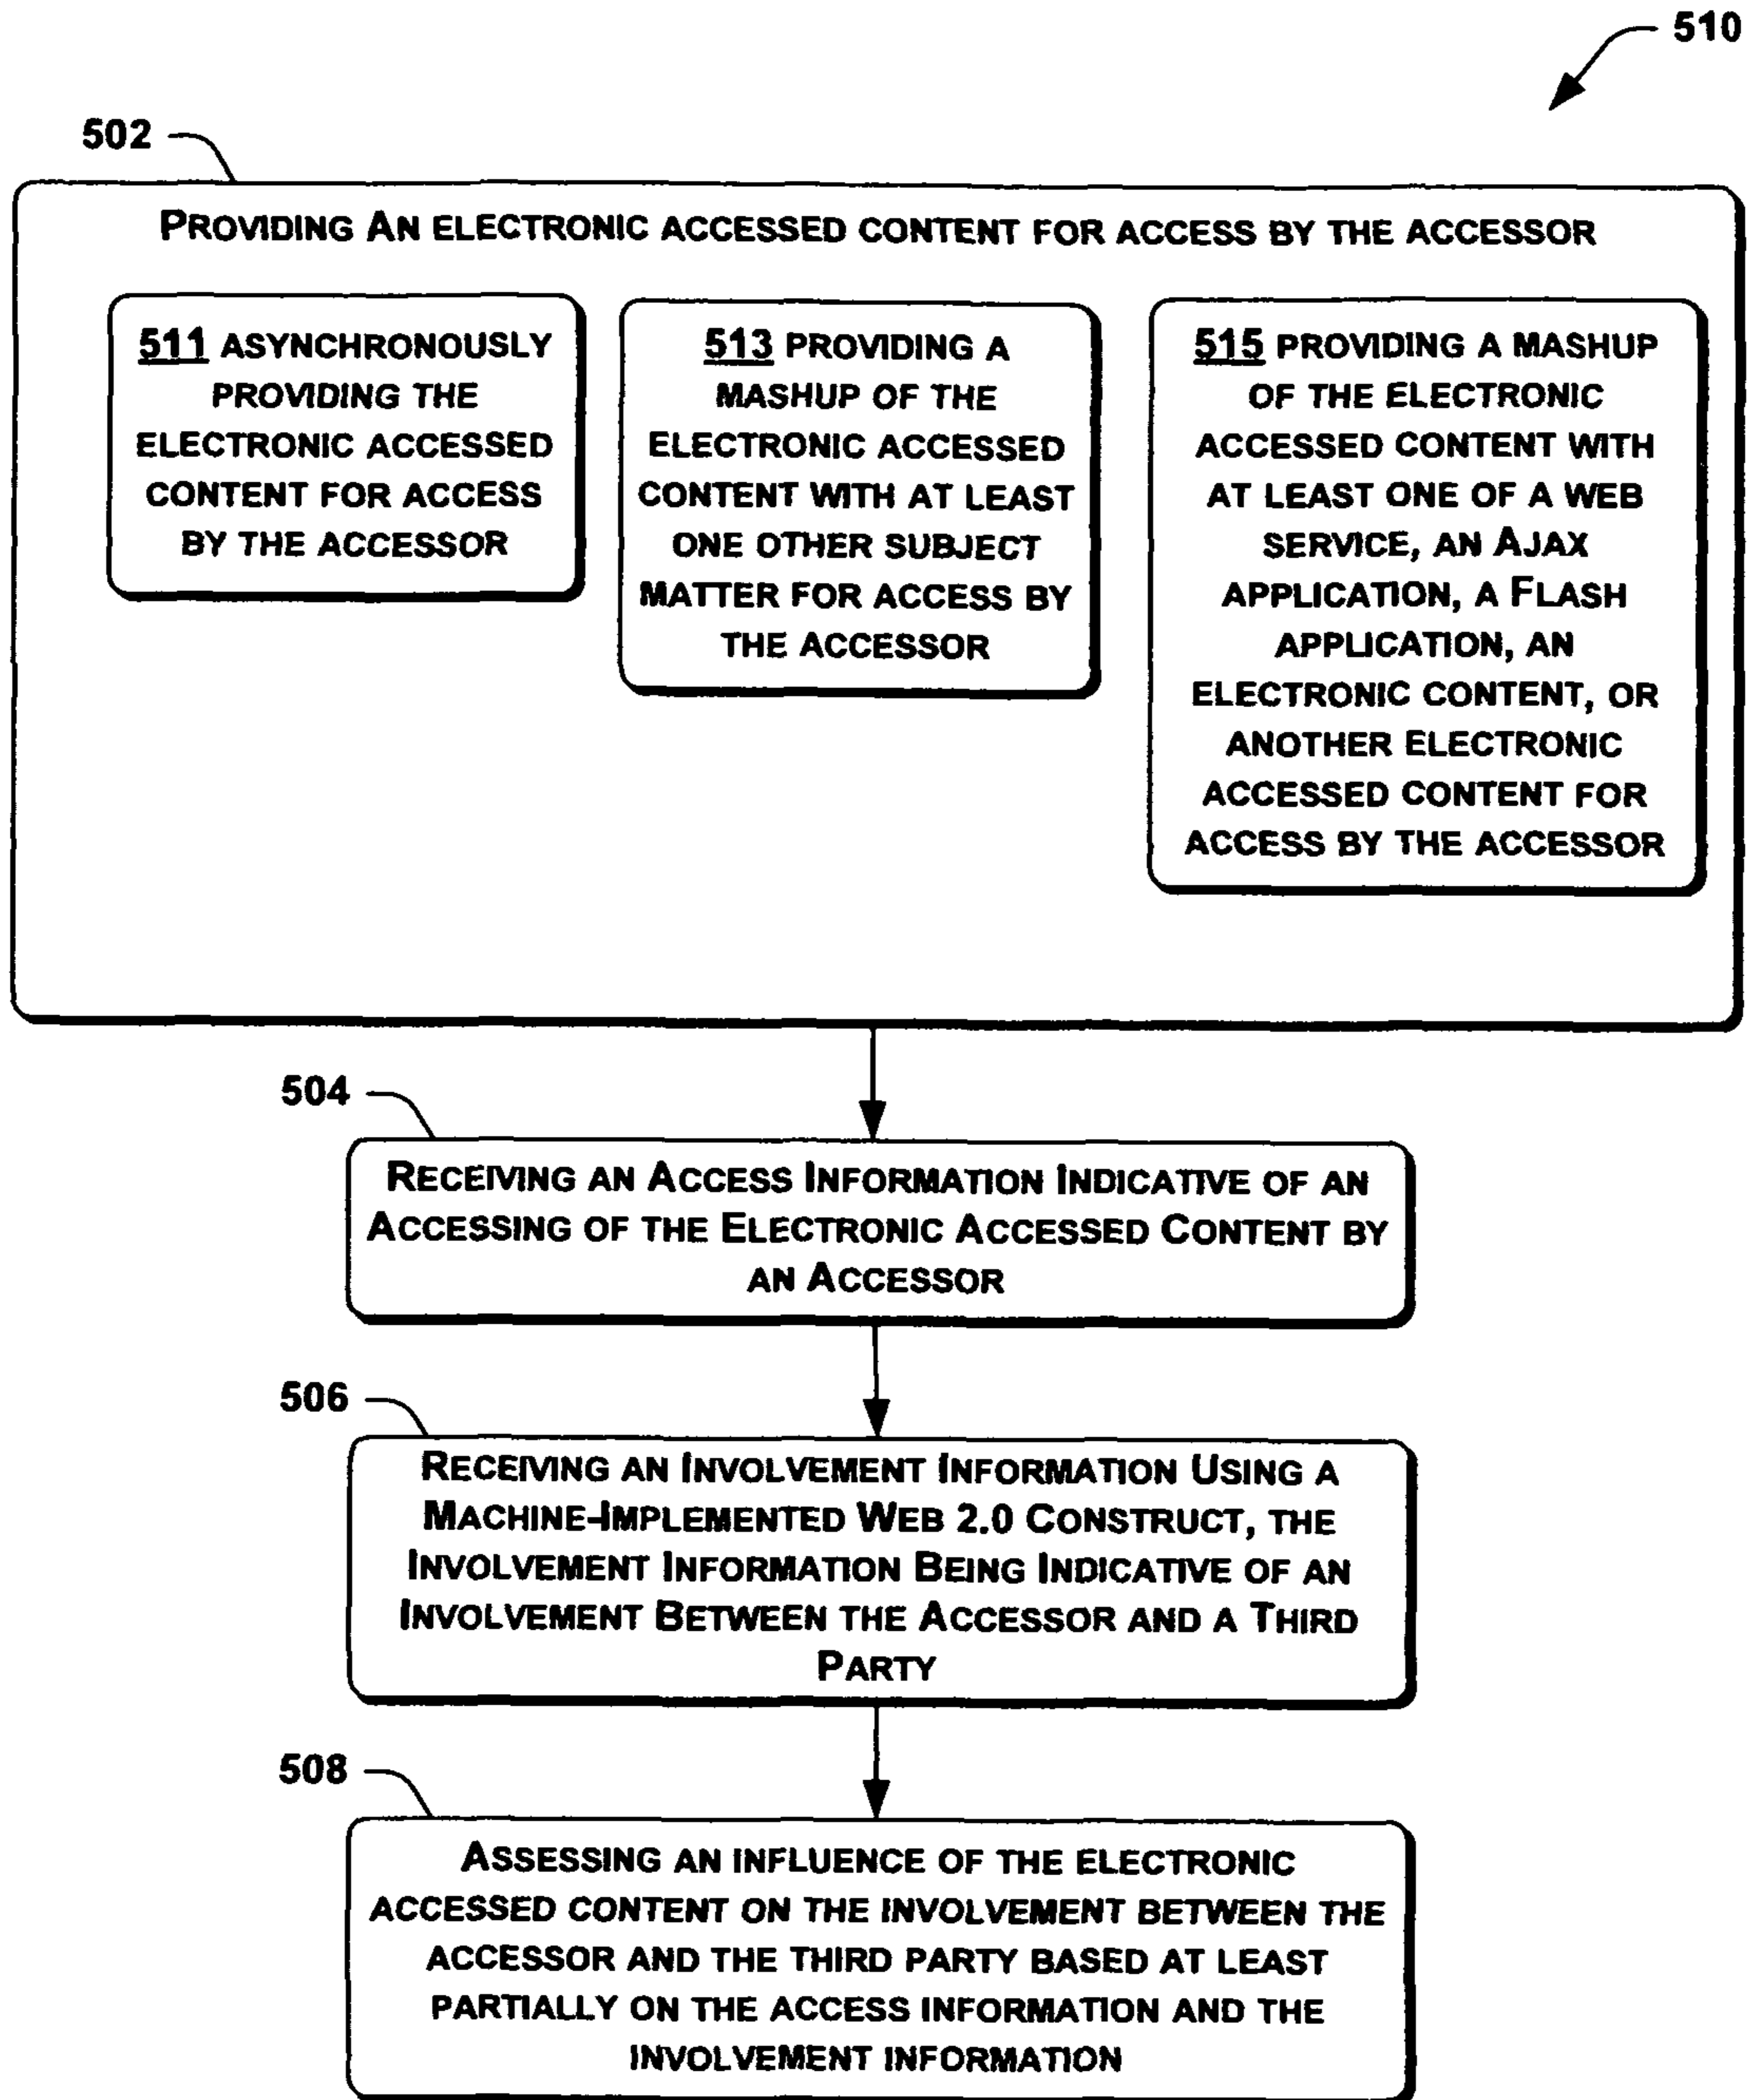 510
502
PROVIDING AN ELECTRONIC ACCESSED CONTENT FOR ACCESS BY THE ACCESSOR
511 ASYNCHRONOUSLY
PROVIDING THE
ELECTRONIC ACCESSED
CONTENT FOR ACCESS
BY THE ACCESSOR
513 PROVIDING A
MASHUP OF THE
ELECTRONIC ACCESSED
CONTENT WITH AT LEAST
ONE OTHER SUBJECT
MATTER FOR ACCESS BY
THE ACCESSOR
515 PROVIDING A MASHUP
OF THE ELECTRONIC
ACCESSED CONTENT WITH
AT LEAST ONE OF A WEB
SERVICE, AN AJAX
APPLICATION, A FLASH
APPLICATION, AN
ELECTRONIC CONTENT, OR
ANOTHER ELECTRONIC
ACCESSED CONTENT FOR
ACCESS BY THE ACCESSOR
504
RECEIVING AN ACCESS INFORMATION INDICATIVE OF AN
ACCESSING OF THE ELECTRONIC ACCESSED CONTENT BY
AN ACCESSOR
506
RECEIVING AN INVOLVEMENT INFORMATION USING A
MACHINE-IMPLEMENTED WEB 2.0 CONSTRUCT, THE
INVOLVEMENT INFORMATION BEING INDICATIVE OF AN
INVOLVEMENT BETWEEN THE ACCESSOR AND A THIRD
PARTY
508
ASSESSING AN INFLUENCE OF THE ELECTRONIC
ACCESSED CONTENT ON THE INVOLVEMENT BETWEEN THE
ACCESSOR AND THE THIRD PARTY BASED AT LEAST
PARTIALLY ON THE ACCESS INFORMATION AND THE
INVOLVEMENT INFORMATION